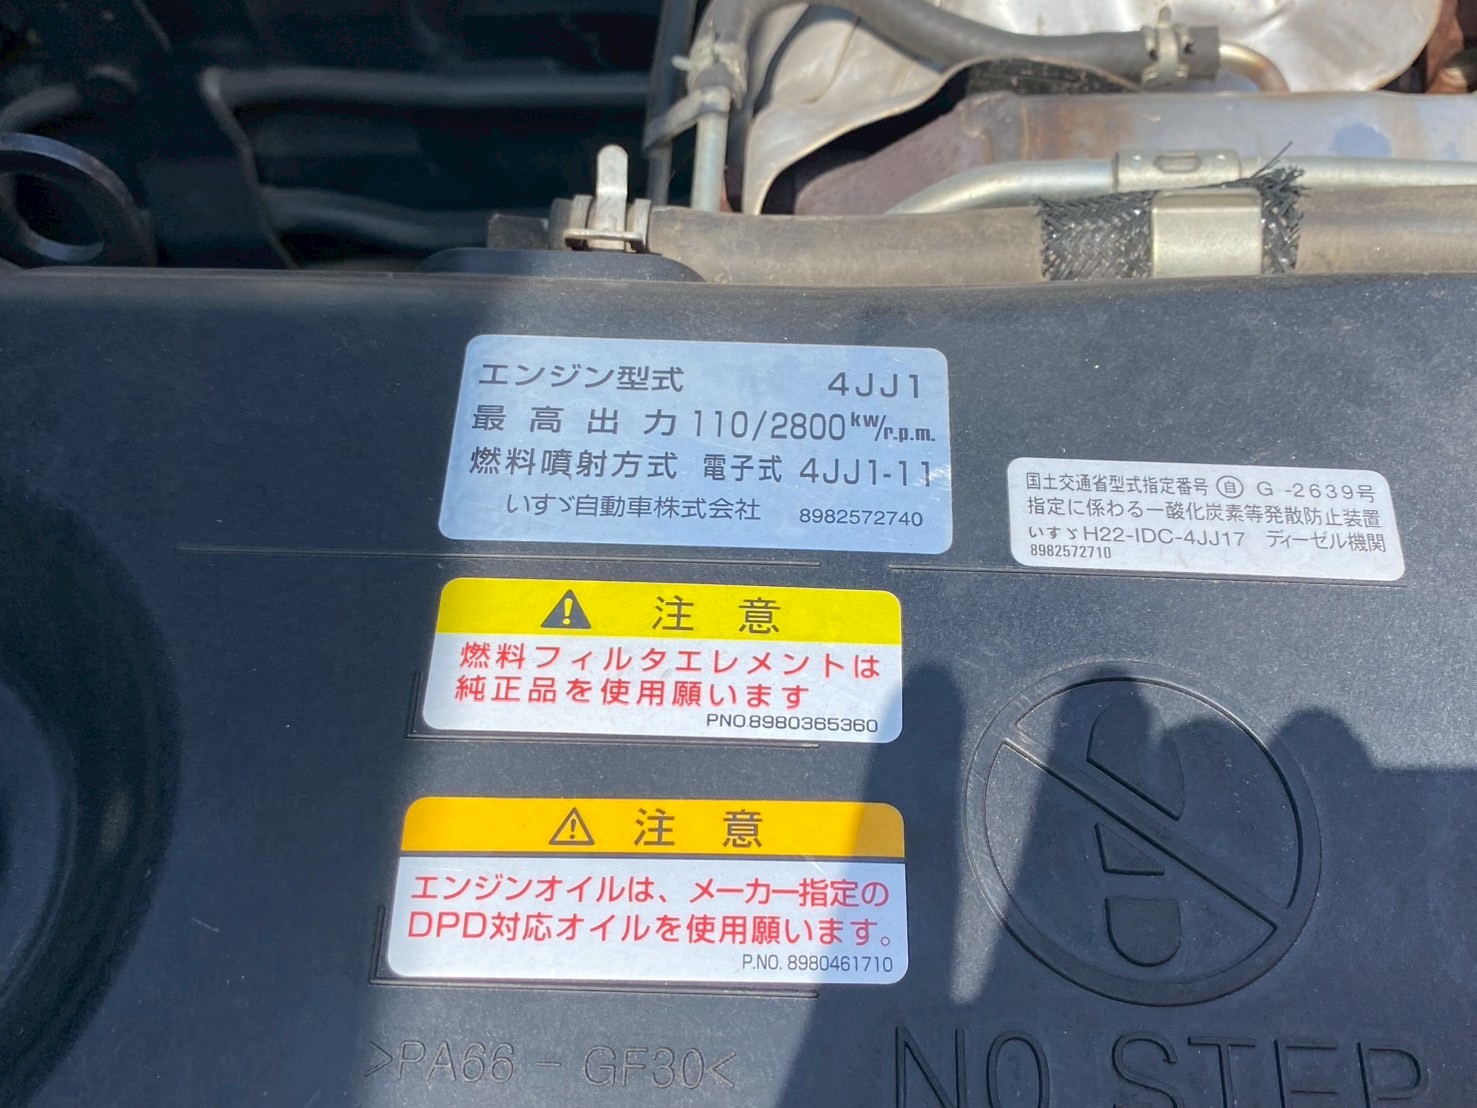 エンジン型式 4JJ1
最高出力 110/2800kw/r.p.m.
燃料噴射方式 電子式 4JJ1-11
いすゞ自動車株式会社 8982572740
国土交通省型式指定番号 自 G-2639号
指定に係わる一酸化炭素等発散防止装置
いすゞH22-IDC-4JJ17 ディーゼル機関
8982572710
注意
燃料フィルタエレメントは
純正品を使用願います
PNO.8980365360
注意
エンジンオイルは、メーカー指定の
DPD対応オイルを使用願います。
P.NO. 8980461710
>PA66-GF30<
NO STEP